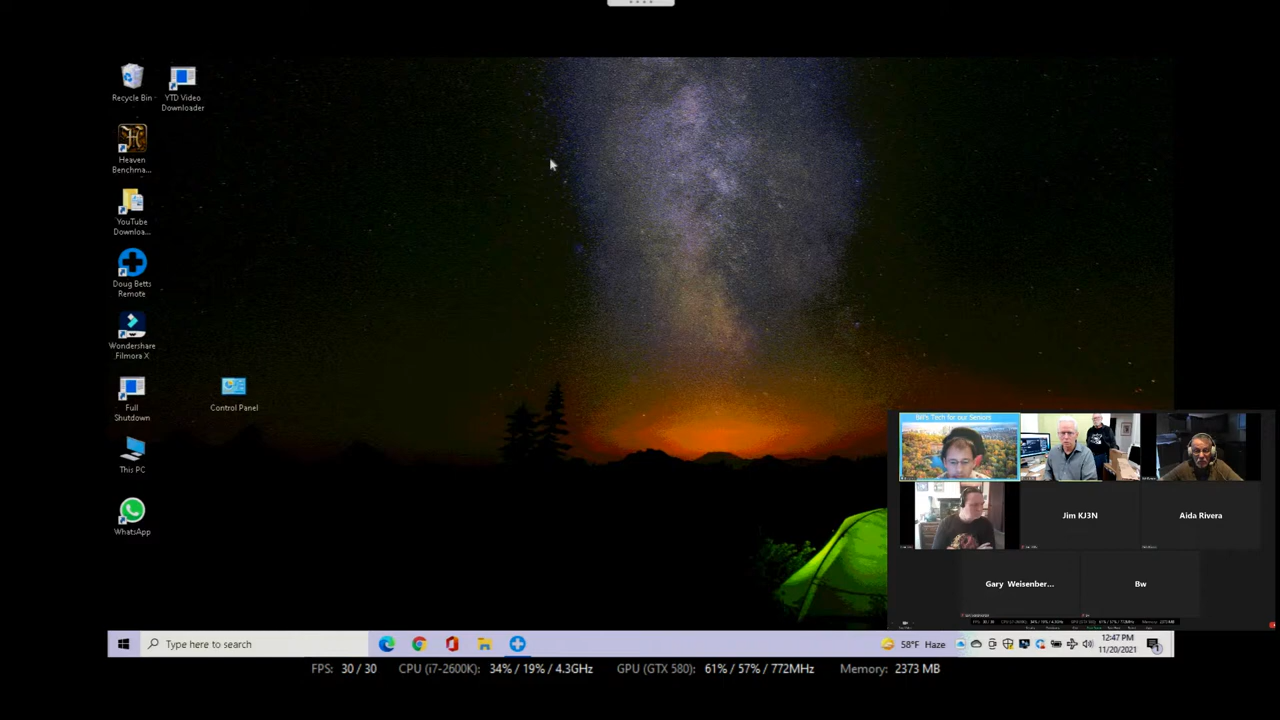 Recycle Bin
YTD Video
Downloader
Heaven
Benchma...
YouTube
Downloa...
Doug Betts
Remote
Wondershare
Filmora X
Full
Shutdown
Control Panel
This PC
WhatsApp
Bill's Tech for our Seniors
Jim KJ3N
Aida Rivera
Gary Weisenber...
Bw
Type here to search
58°F Haze
12:47 PM
11/20/2021
1
FPS: 30 / 30 CPU (i7-2600K) 34% / 19% / 4.3GHz GPU (GTX 580): 61% / 57% / 772MHz Memory: 2373 MB